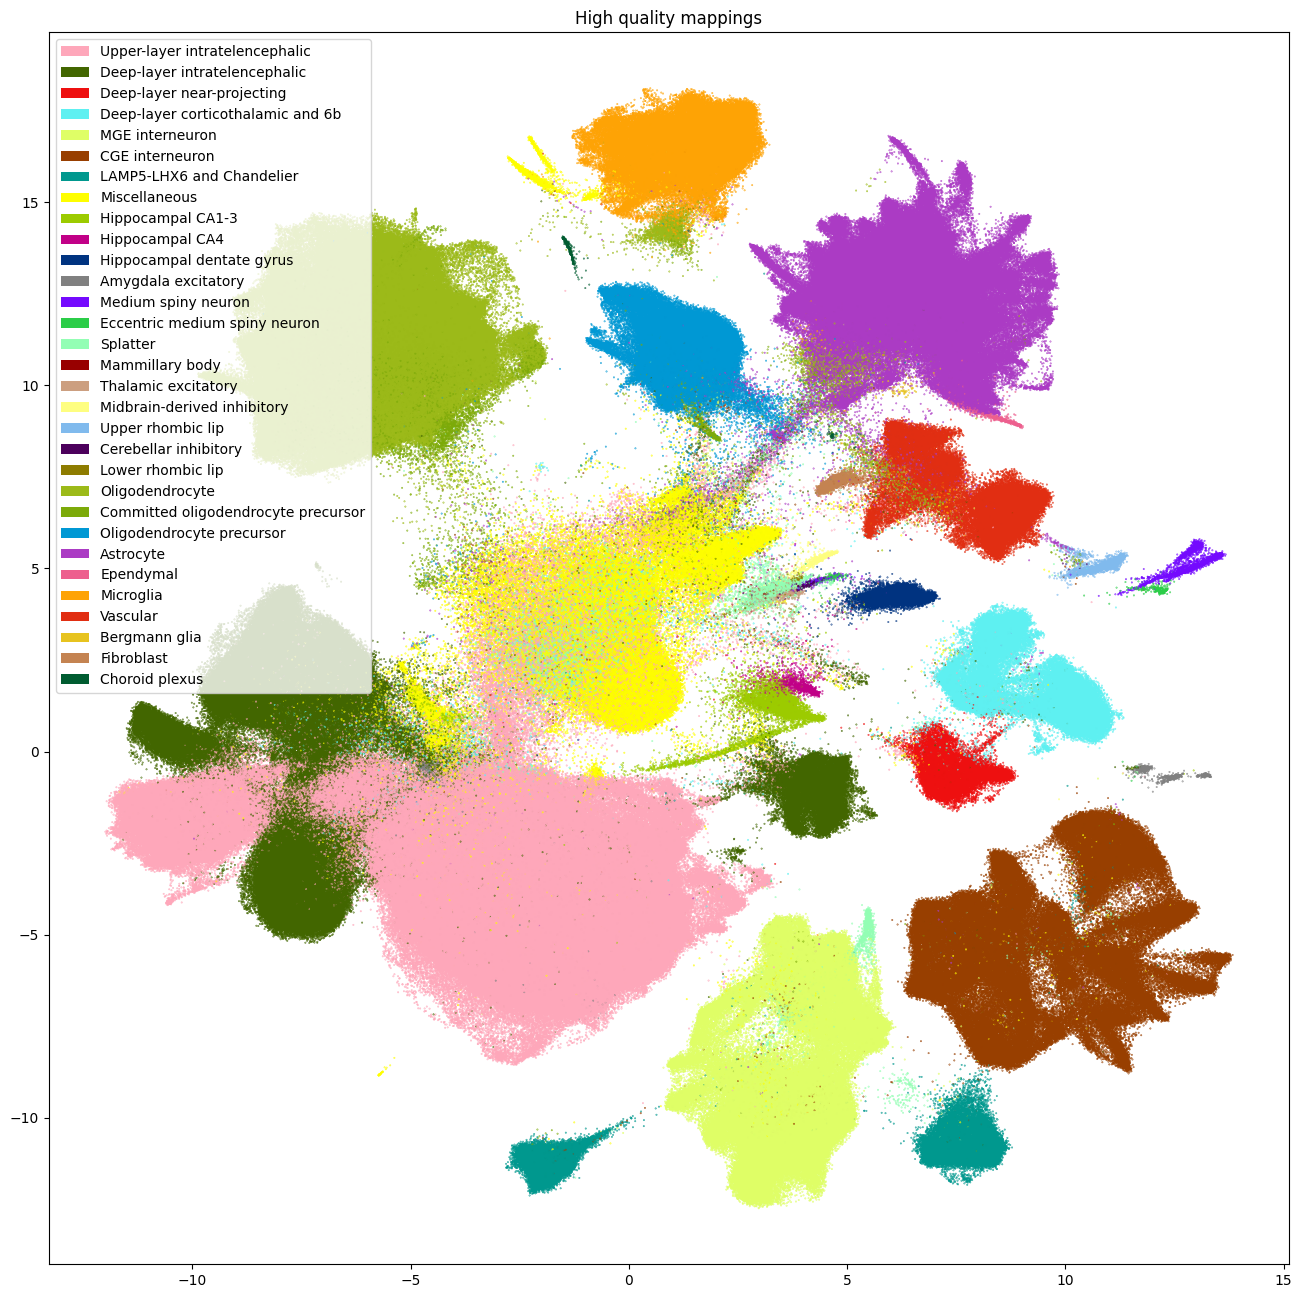 High quality mappings
Upper-layer intratelencephalic
Deep-layer intratelencephalic
Deep-layer near-projecting
Deep-layer corticothalamic and 6b
MGE interneuron
CGE interneuron
LAMP5-LHX6 and Chandelier
Miscellaneous
Hippocampal CA1-3
Hippocampal CA4
Hippocampal dentate gyrus
Amygdala excitatory
Medium spiny neuron
Eccentric medium spiny neuron
Splatter
Mammillary body
Thalamic excitatory
Midbrain-derived inhibitory
Upper rhombic lip
Cerebellar inhibitory
Lower rhombic lip
Oligodendrocyte
Committed oligodendrocyte precursor
Oligodendrocyte precursor
Astrocyte
Ependymal
Microglia
Vascular
Bergmann glia
Fibroblast
Choroid plexus
15
10
5
0
−5
−10
−10
−5
0
5
10
15